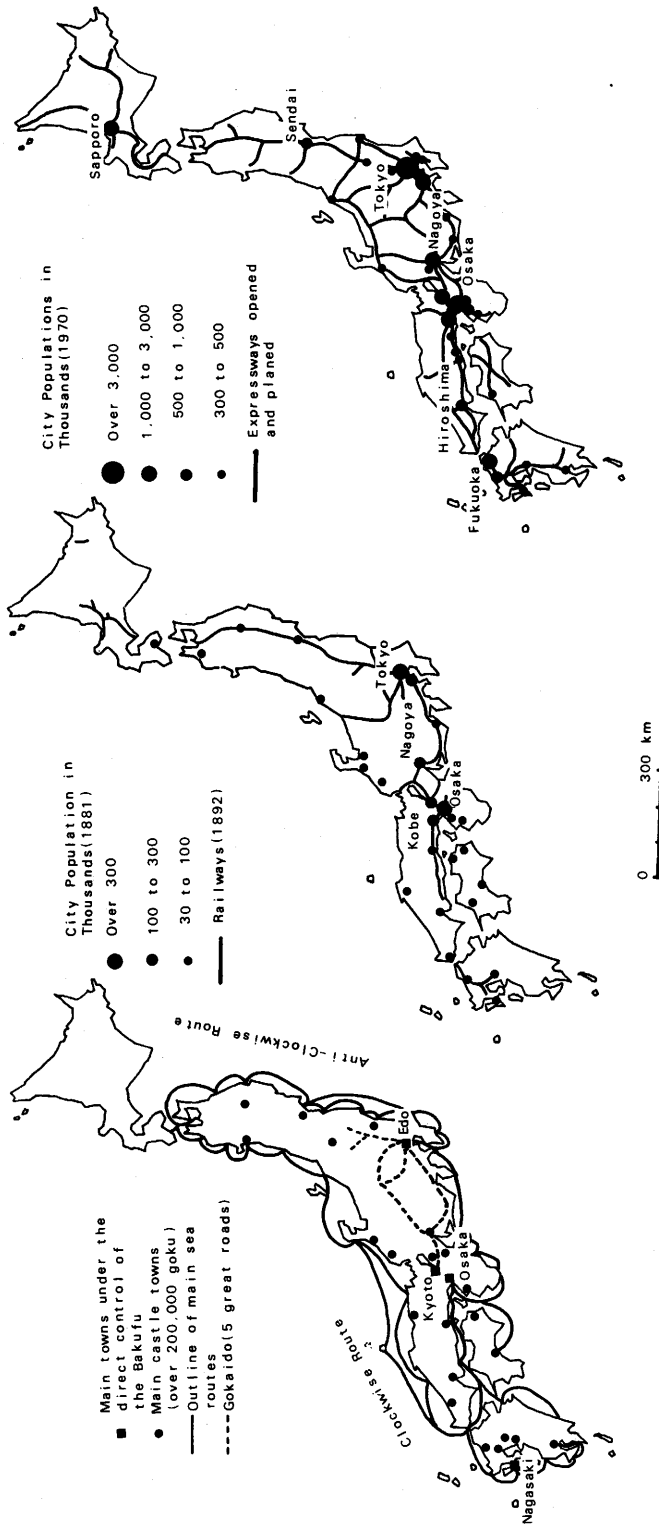 Main towns under the
direct control of
the Bakufu
Main castle towns
(over 200.000 goku)
Outline of main sea
routes
Gokaido(5 great roads)
Anti-Clockwise Route
Clockwise Route
Edo
Kyoto
Osaka
Nagasaki
City Population in
Thousands(1881)
Over 300
100 to 300
30 to 100
Railways(1892)
Tokyo
Nagoya
Osaka
Kobe
0 300 km
City Populations in
Thousands(1970)
Over 3,000
1,000 to 3,000
500 to 1,000
300 to 500
Expressways opened
and planed
Sapporo
Sendai
Tokyo
Nagoya
Osaka
Hiroshima
Fukuoka